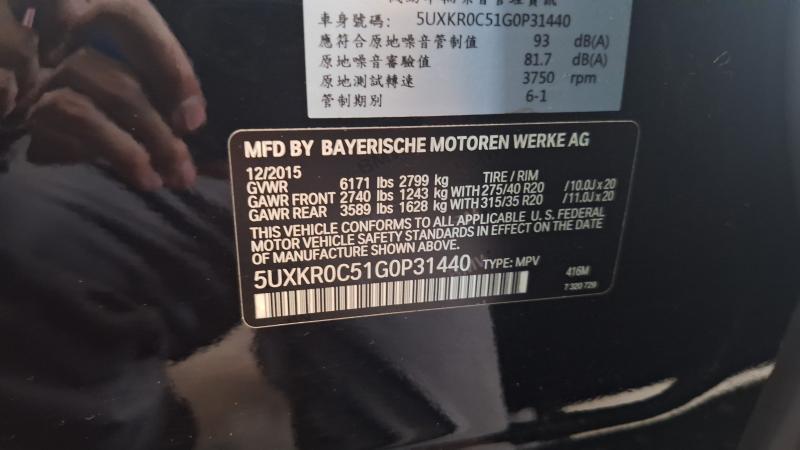 車身號碼: 5UXKR0C51G0P31440
應符合原地噪音管制值 93 dB(A)
原地噪音審驗值 81.7 dB(A)
原地測試轉速 3750 rpm
管制期別 6-1
MFD BY BAYERISCHE MOTOREN WERKE AG
12/2015 TIRE / RIM
GVWR 6171 lbs 2799 kg
GAWR FRONT 2740 lbs 1243 kg WITH 275/40 R20 /10.0J x 20
GAWR REAR 3589 lbs 1628 kg WITH 315/35 R20 /11.0J x 20
THIS VEHICLE CONFORMS TO ALL APPLICABLE U. S. FEDERAL
MOTOR VEHICLE SAFETY STANDARDS IN EFFECT ON THE DATE
OF MANUFACTURE SHOWN ABOVE.
5UXKR0C51G0P31440 TYPE: MPV
416M
7 320 729